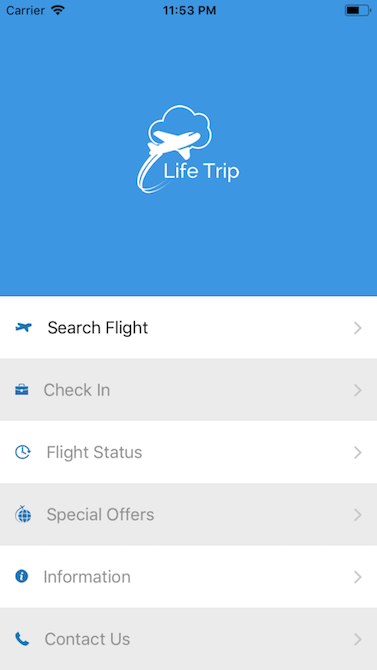 Carrier 11:53 PM
Life Trip
Search Flight
Check In
Flight Status
Special Offers
Information
Contact Us